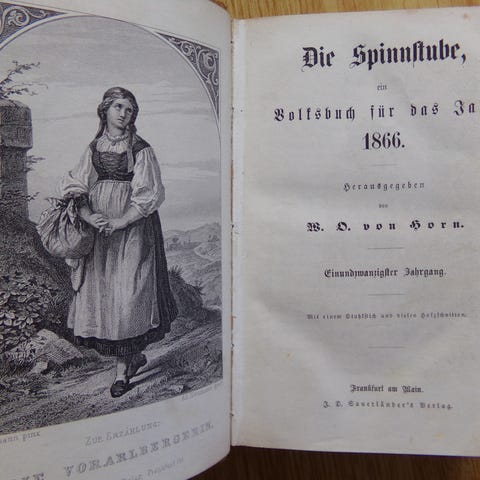 ZUR ERZÄHLUNG:
VORARLBERGERIN.
Die Spinnstube,
ein
Volksbuch für das Ja
1866.
Herausgegeben
von
W. O. von Horn.
Einundzwanzigster Jahrgang.
Mit einem Stahlstich und vielen Holzschnitten.
Frankfurt am Main.
J. D. Sauerländer's Verlag.